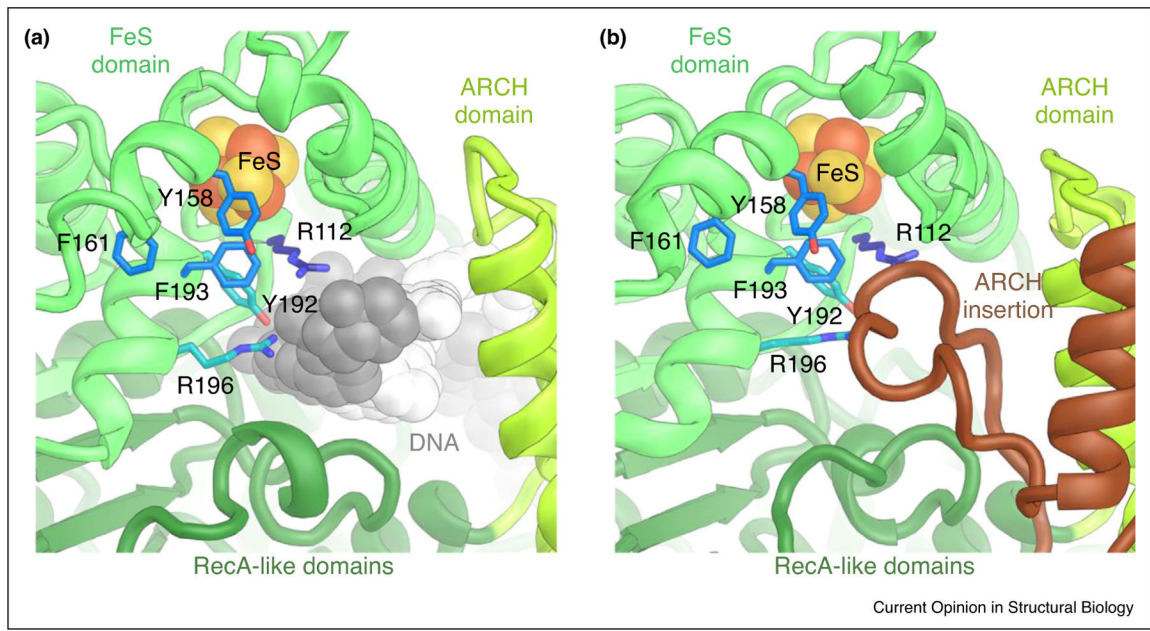 (a)
FeS
domain
ARCH
domain
FeS
Y158
F161
R112
F193
Y192
R196
DNA
RecA-like domains
(b)
FeS
domain
ARCH
domain
FeS
Y158
F161
R112
F193
ARCH
insertion
Y192
R196
RecA-like domains
Current Opinion in Structural Biology